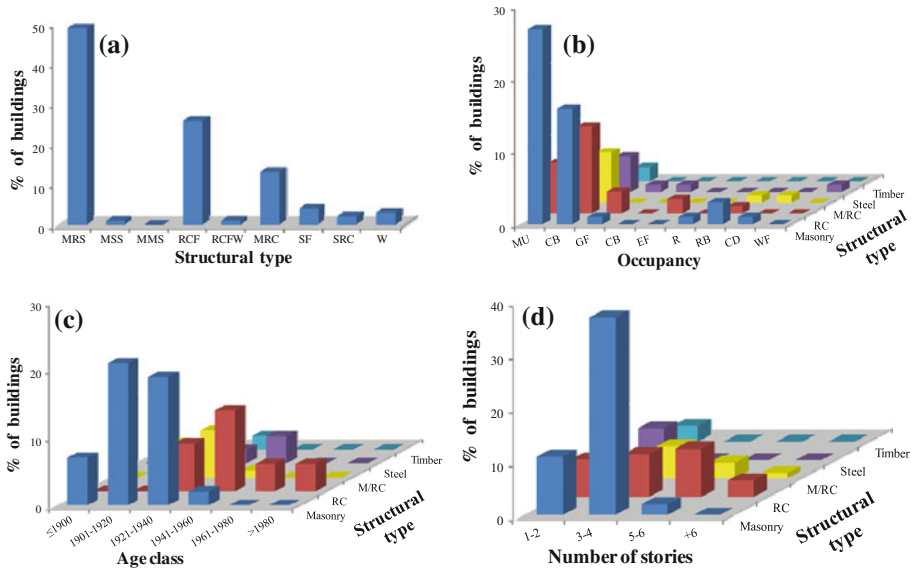 (a)
% of buildings
50
40
30
20
10
0
MRS MSS MMS RCF RCFW MRC SF SRC W
Structural type
(b)
% of buildings
30
20
10
0
MU CB GF CB EF R RB CD WF
Occupancy
Masonry
RC
M/RC
Steel
Timber
Structural
type
(c)
% of buildings
30
20
10
0
≤1900 1901-1920 1921-1940 1941-1960 1961-1980 >1980
Age class
Masonry
RC
M/RC
Steel
Timber
Structural
type
(d)
% of buildings
40
30
20
10
0
1-2 3-4 5-6 +6
Number of stories
Masonry
RC
M/RC
Steel
Timber
Structural
type